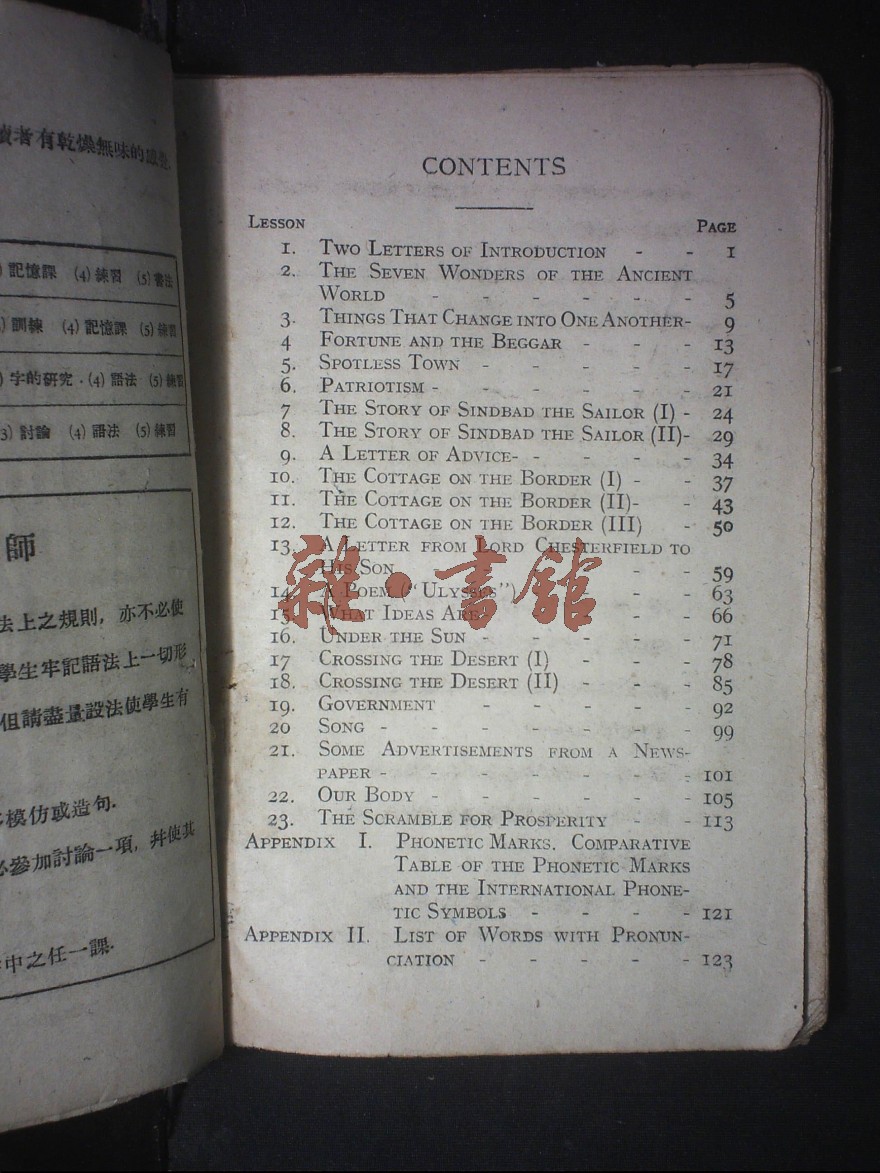 讀者有乾燥無味的
記憶課 (4) 練習 (5) 書法
訓練 (4) 記憶課 (5) 練習
字的研究 (4) 語法 (5) 練習
(3) 討論 (4) 語法 (5) 練習
師
法上之規則，亦不必使
學生牢記語法上一切形
但請盡量設法使學生有
模仿或造句．
必參加討論一項，并使其
中之任一課．
CONTENTS
LESSON PAGE
1. TWO LETTERS OF INTRODUCTION - - 1
2. THE SEVEN WONDERS OF THE ANCIENT
WORLD - - - - - - 5
3. THINGS THAT CHANGE INTO ONE ANOTHER- 9
4 FORTUNE AND THE BEGGAR - - - 13
5. SPOTLESS TOWN - - - - - 17
6. PATRIOTISM - - - - - - 21
7 THE STORY OF SINDBAD THE SAILOR (I) - 24
8. THE STORY OF SINDBAD THE SAILOR (II)- 29
9. A LETTER OF ADVICE- - - - - 34
10. THE COTTAGE ON THE BORDER (I) - - 37
11. THE COTTAGE ON THE BORDER (II)- - 43
12. THE COTTAGE ON THE BORDER (III) - 50
13. A LETTER FROM LORD CHESTERFIELD TO
HIS SON - - - 59
14. A POEM ("ULYSSES") - - - 63
15. WHAT IDEAS ARE - - - 66
16. UNDER THE SUN - - - - - 71
17 CROSSING THE DESERT (I) - - - 78
18. CROSSING THE DESERT (II) - - - 85
19. GOVERNMENT - - - - - - 92
20 SONG - - - - - - - 99
21. SOME ADVERTISEMENTS FROM A NEWS-
PAPER - - - - - - - 101
22. OUR BODY - - - - - - 105
23. THE SCRAMBLE FOR PROSPERITY - - 113
APPENDIX I. PHONETIC MARKS. COMPARATIVE
TABLE OF THE PHONETIC MARKS
AND THE INTERNATIONAL PHONE-
TIC SYMBOLS - - - - 121
APPENDIX II. LIST OF WORDS WITH PRONUN-
CIATION - - - - - 123
雜·書館